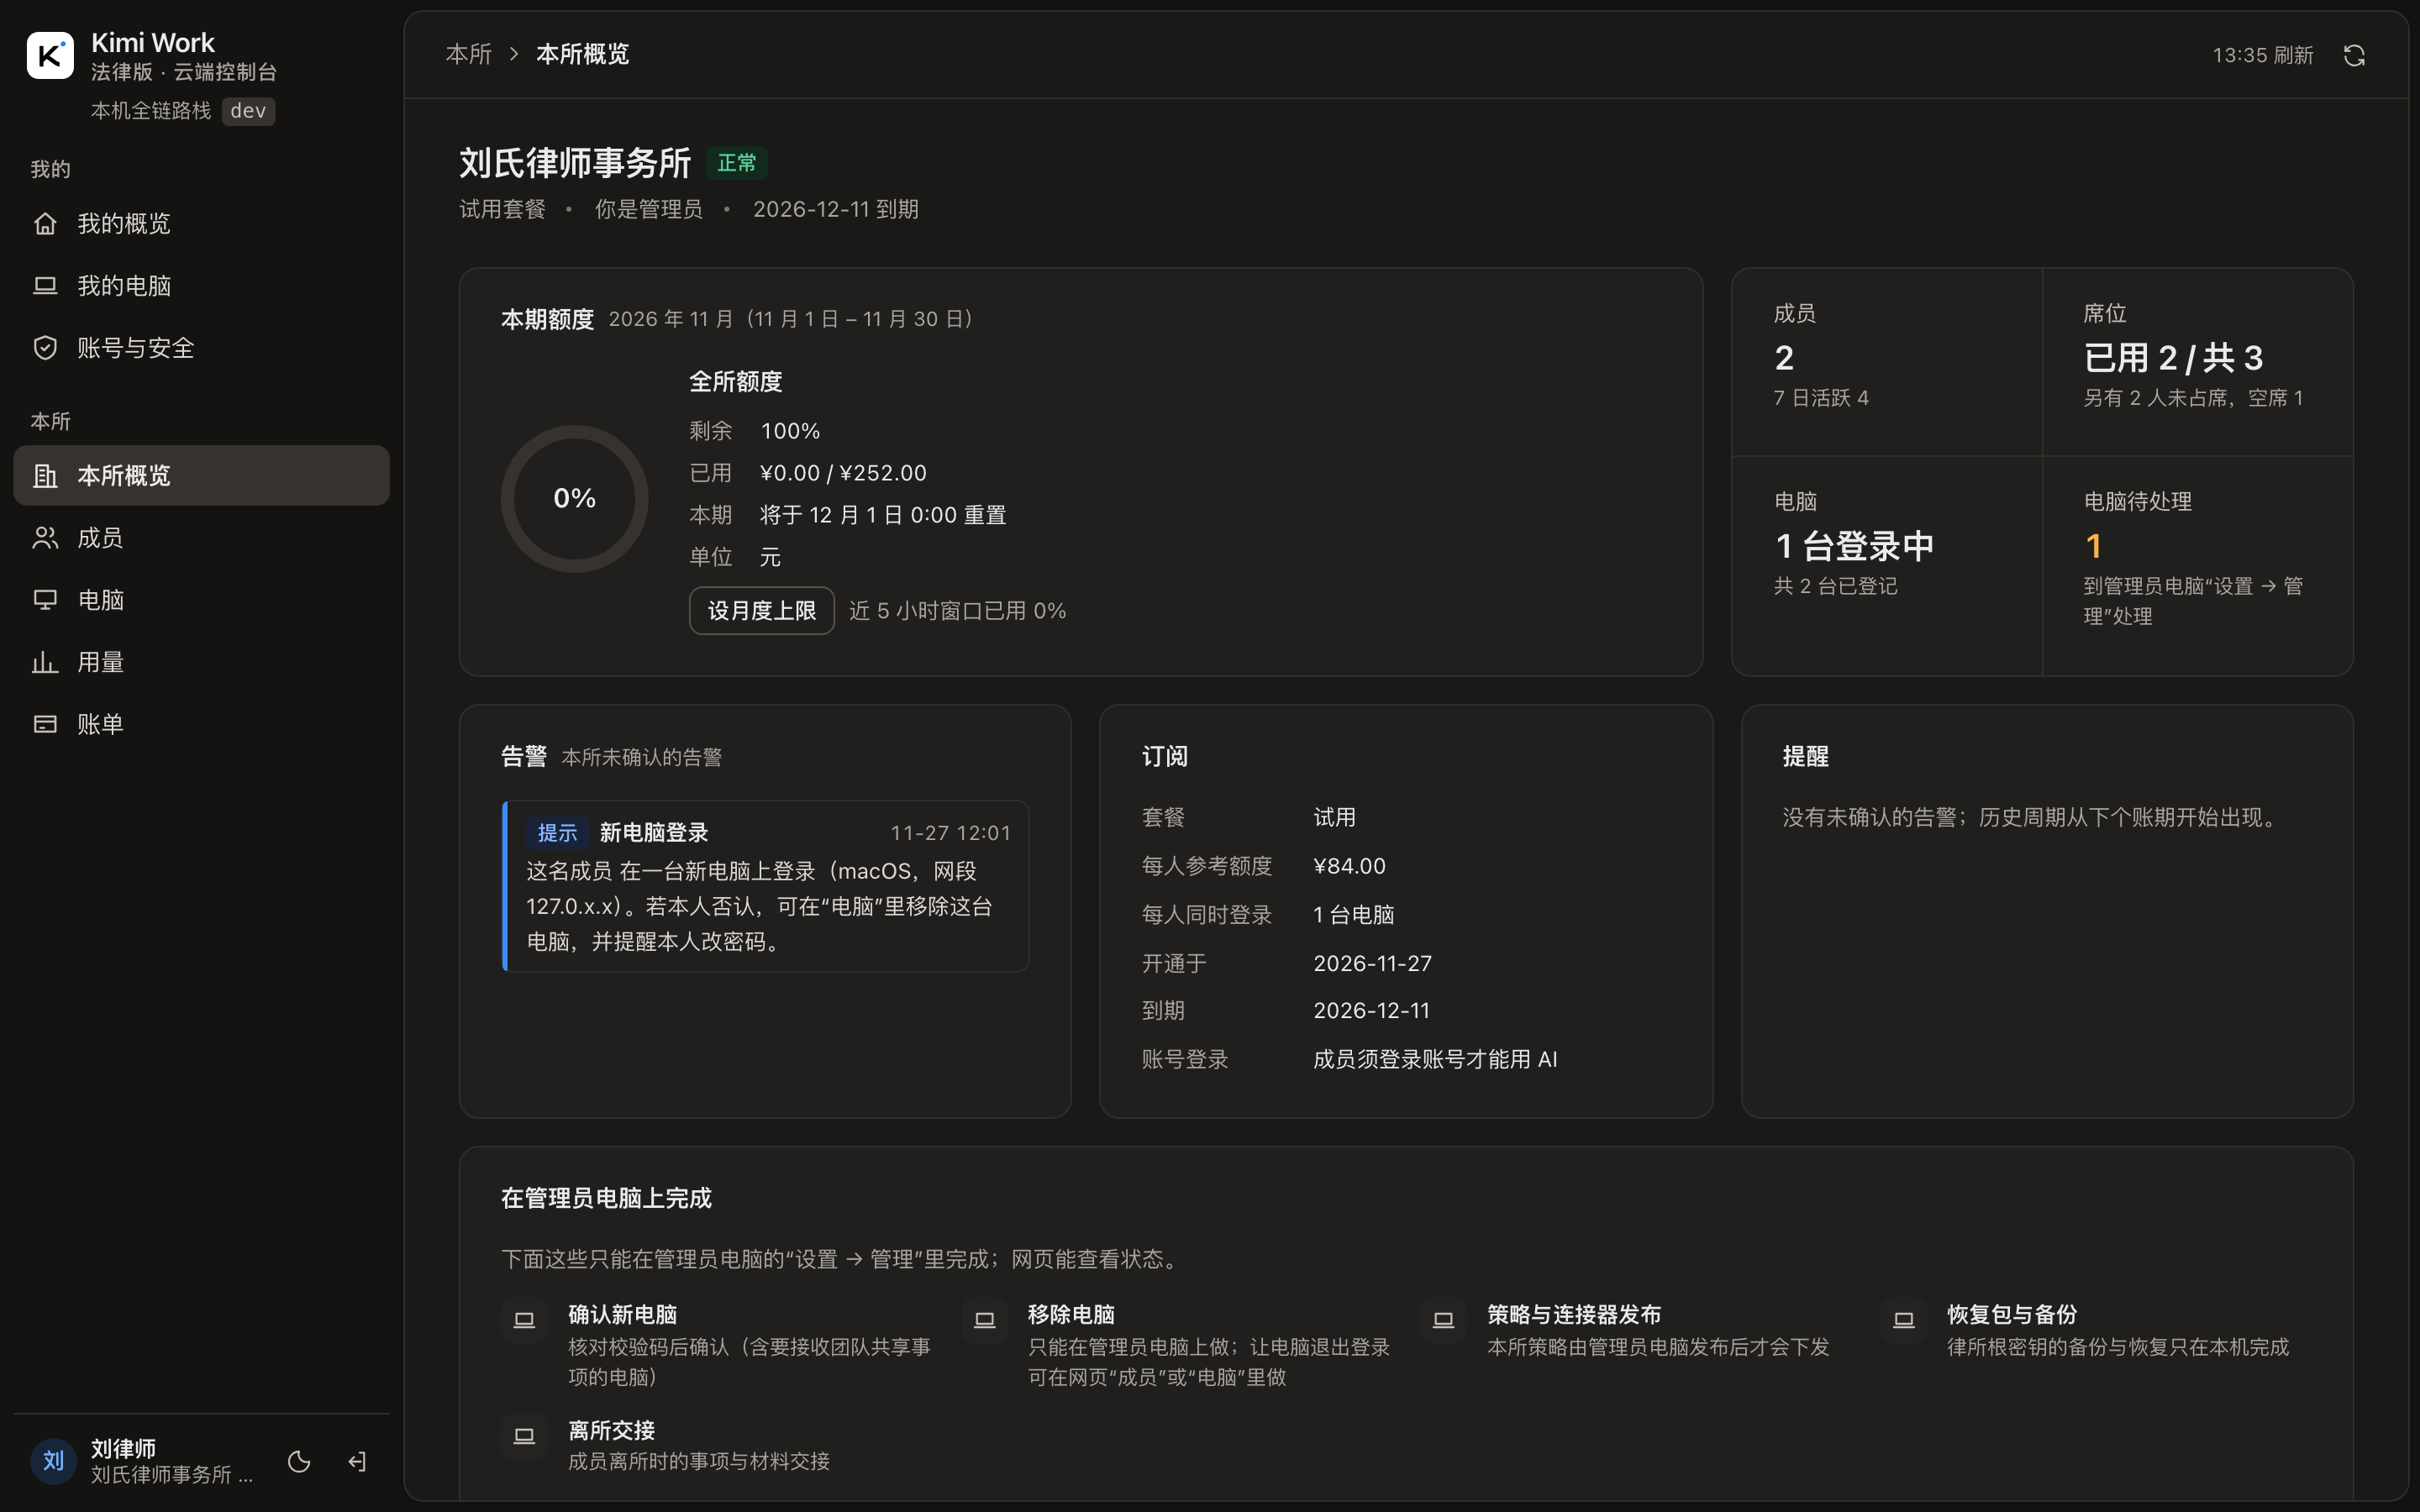 Kimi Work
法律版 · 云端控制台
本机全链路栈 dev
我的
我的概览
我的电脑
账号与安全
本所
本所概览
成员
电脑
用量
账单
刘 刘律师
刘氏律师事务所 ...
本所 > 本所概览
13:35 刷新
刘氏律师事务所 正常
试用套餐 • 你是管理员 • 2026-12-11 到期
本期额度 2026 年 11 月（11 月 1 日 – 11 月 30 日）
0%
全所额度
剩余 100%
已用 ¥0.00 / ¥252.00
本期 将于 12 月 1 日 0:00 重置
单位 元
设月度上限 近 5 小时窗口已用 0%
成员
2
7 日活跃 4
席位
已用 2 / 共 3
另有 2 人未占席，空席 1
电脑
1 台登录中
共 2 台已登记
电脑待处理
1
到管理员电脑“设置 → 管
理”处理
告警 本所未确认的告警
提示 新电脑登录 11-27 12:01
这名成员 在一台新电脑上登录（macOS，网段
127.0.x.x）。若本人否认，可在“电脑”里移除这台
电脑，并提醒本人改密码。
订阅
套餐 试用
每人参考额度 ¥84.00
每人同时登录 1 台电脑
开通于 2026-11-27
到期 2026-12-11
账号登录 成员须登录账号才能用 AI
提醒
没有未确认的告警；历史周期从下个账期开始出现。
在管理员电脑上完成
下面这些只能在管理员电脑的“设置 → 管理”里完成；网页能查看状态。
确认新电脑
核对校验码后确认（含要接收团队共享事
项的电脑）
移除电脑
只能在管理员电脑上做；让电脑退出登录
可在网页“成员”或“电脑”里做
策略与连接器发布
本所策略由管理员电脑发布后才会下发
恢复包与备份
律所根密钥的备份与恢复只在本机完成
离所交接
成员离所时的事项与材料交接